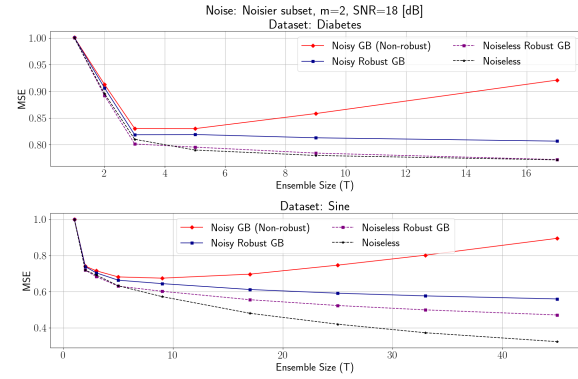 Noise: Noisier subset, m=2, SNR=18 [dB]
Dataset: Diabetes
1.00
0.95
0.90
0.85
0.80
MSE
Noisy GB (Non-robust)
Noisy Robust GB
Noiseless Robust GB
Noiseless
2 4 6 8 10 12 14 16
Ensemble Size (T)
Dataset: Sine
1.0
0.8
0.6
0.4
MSE
Noisy GB (Non-robust)
Noisy Robust GB
Noiseless Robust GB
Noiseless
0 10 20 30 40
Ensemble Size (T)